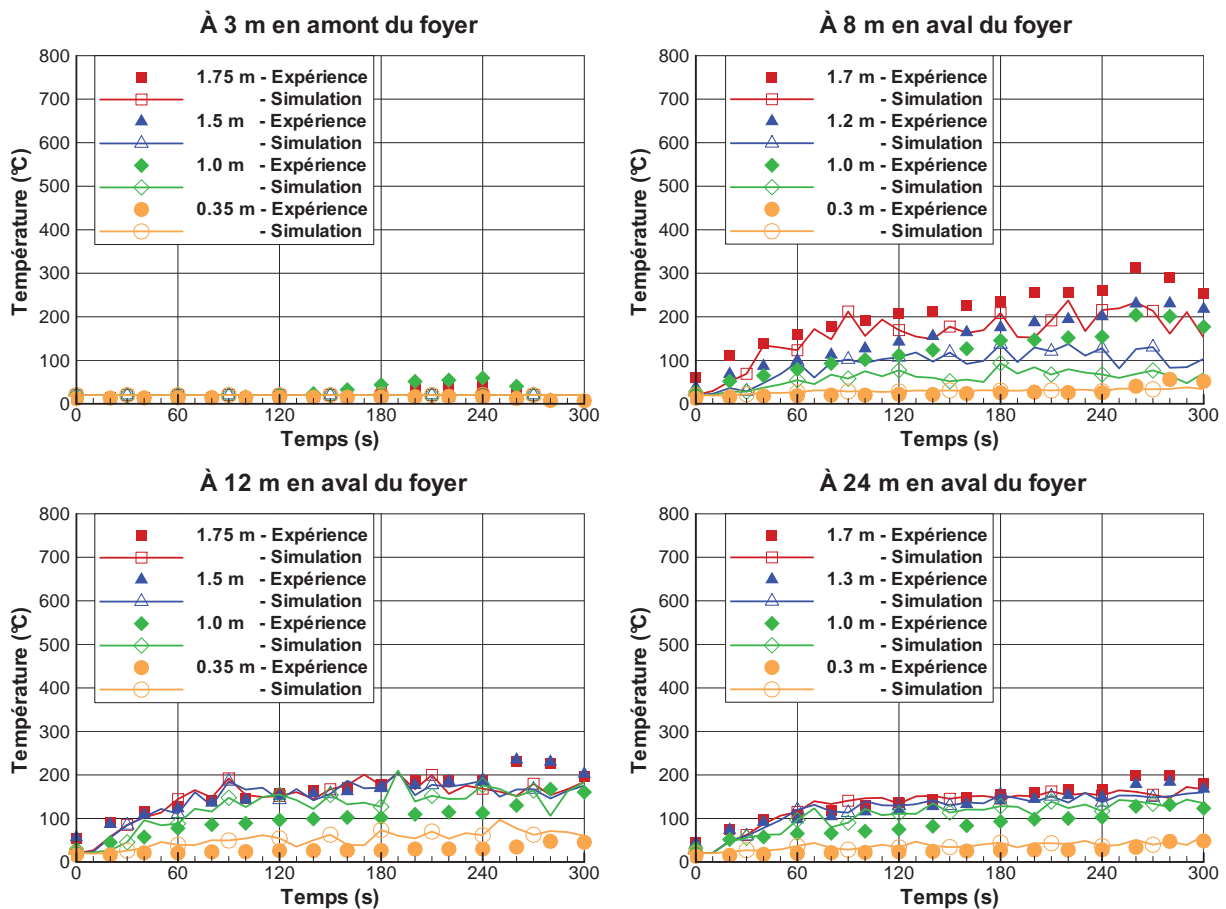 À 3 m en amont du foyer
800
700
600
500
400
300
200
100
0
Température (°C)
1.75 m - Expérience
- Simulation
1.5 m - Expérience
- Simulation
1.0 m - Expérience
- Simulation
0.35 m - Expérience
- Simulation
0 60 120 180 240 300
Temps (s)
À 8 m en aval du foyer
800
700
600
500
400
300
200
100
0
Température (°C)
1.7 m - Expérience
- Simulation
1.2 m - Expérience
- Simulation
1.0 m - Expérience
- Simulation
0.3 m - Expérience
- Simulation
0 60 120 180 240 300
Temps (s)
À 12 m en aval du foyer
800
700
600
500
400
300
200
100
0
Température (°C)
1.75 m - Expérience
- Simulation
1.5 m - Expérience
- Simulation
1.0 m - Expérience
- Simulation
0.35 m - Expérience
- Simulation
0 60 120 180 240 300
Temps (s)
À 24 m en aval du foyer
800
700
600
500
400
300
200
100
0
Température (°C)
1.7 m - Expérience
- Simulation
1.3 m - Expérience
- Simulation
1.0 m - Expérience
- Simulation
0.3 m - Expérience
- Simulation
0 60 120 180 240 300
Temps (s)